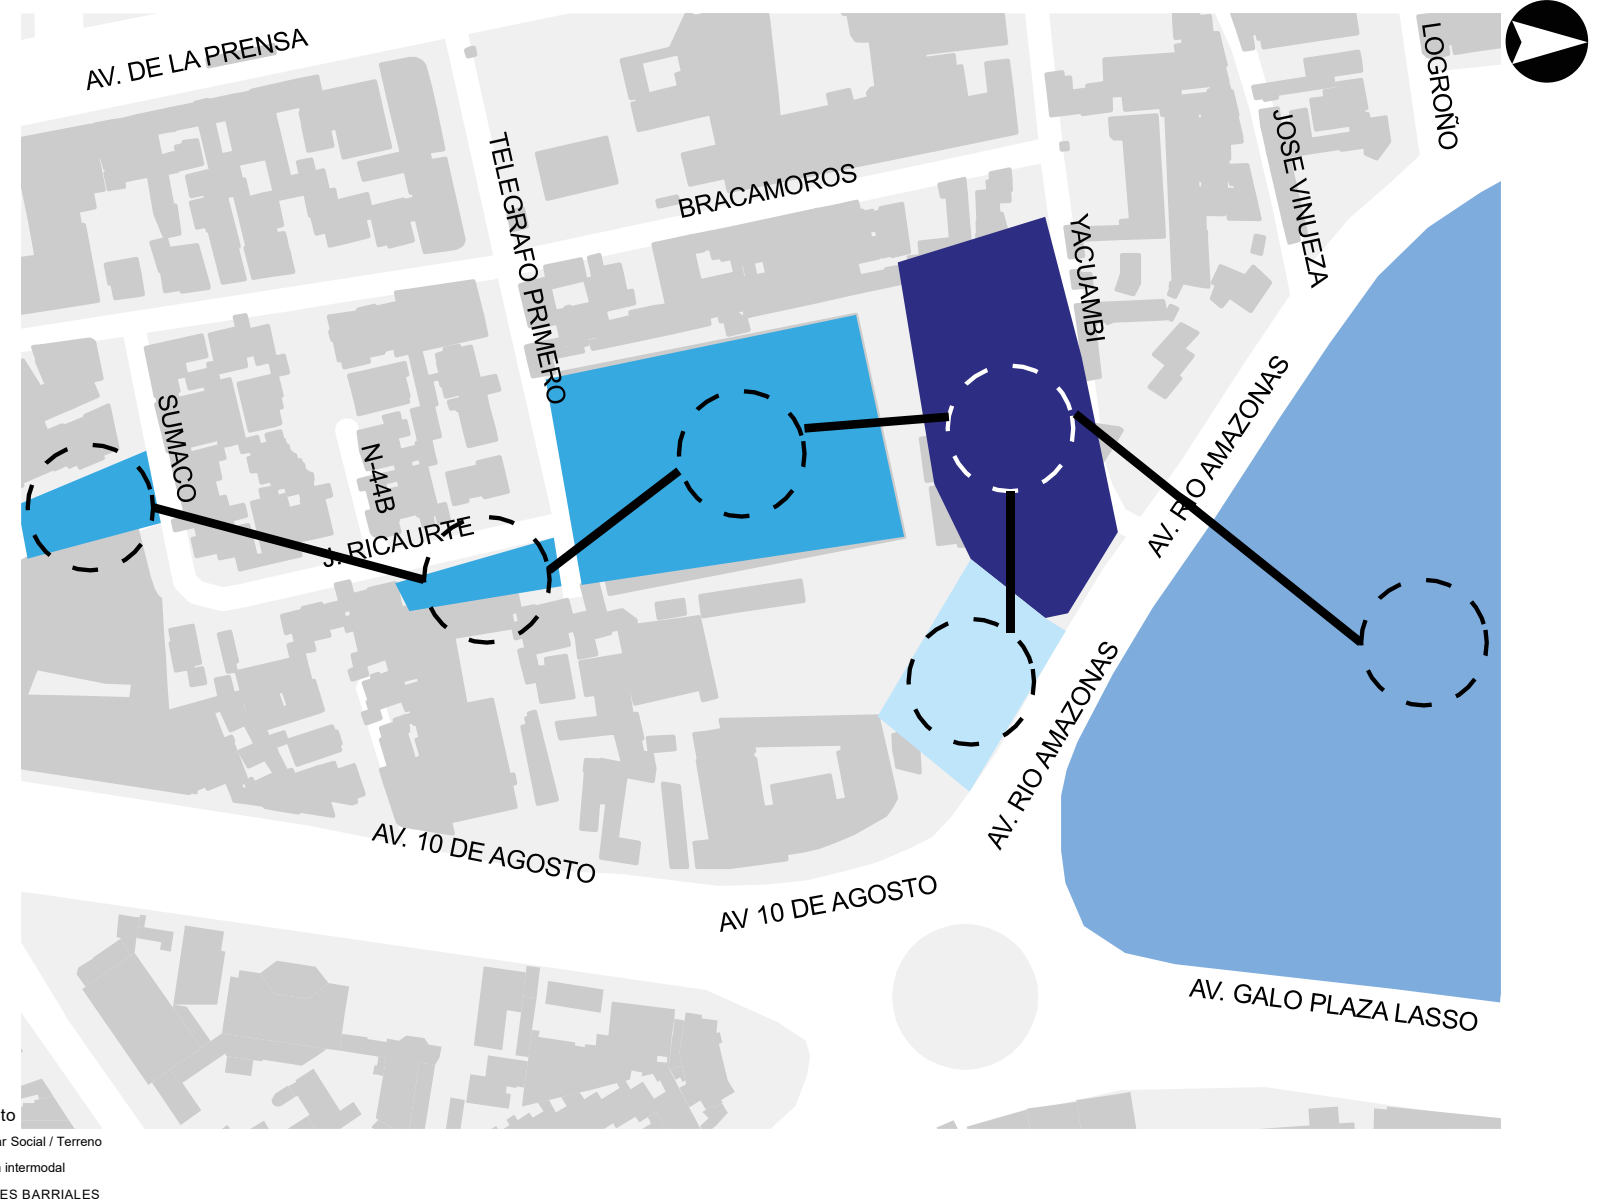 AV. DE LA PRENSA
LOGROÑO
JOSE VINUEZA
TELEGRAFO PRIMERO
BRACAMOROS
YACUAMBI
SUMACO
N-44B
J. RICAURTE
AV. RIO AMAZONAS
AV. RIO AMAZONAS
AV. 10 DE AGOSTO
AV 10 DE AGOSTO
AV. GALO PLAZA LASSO
to
ar Social / Terreno
intermodal
ES BARRIALES